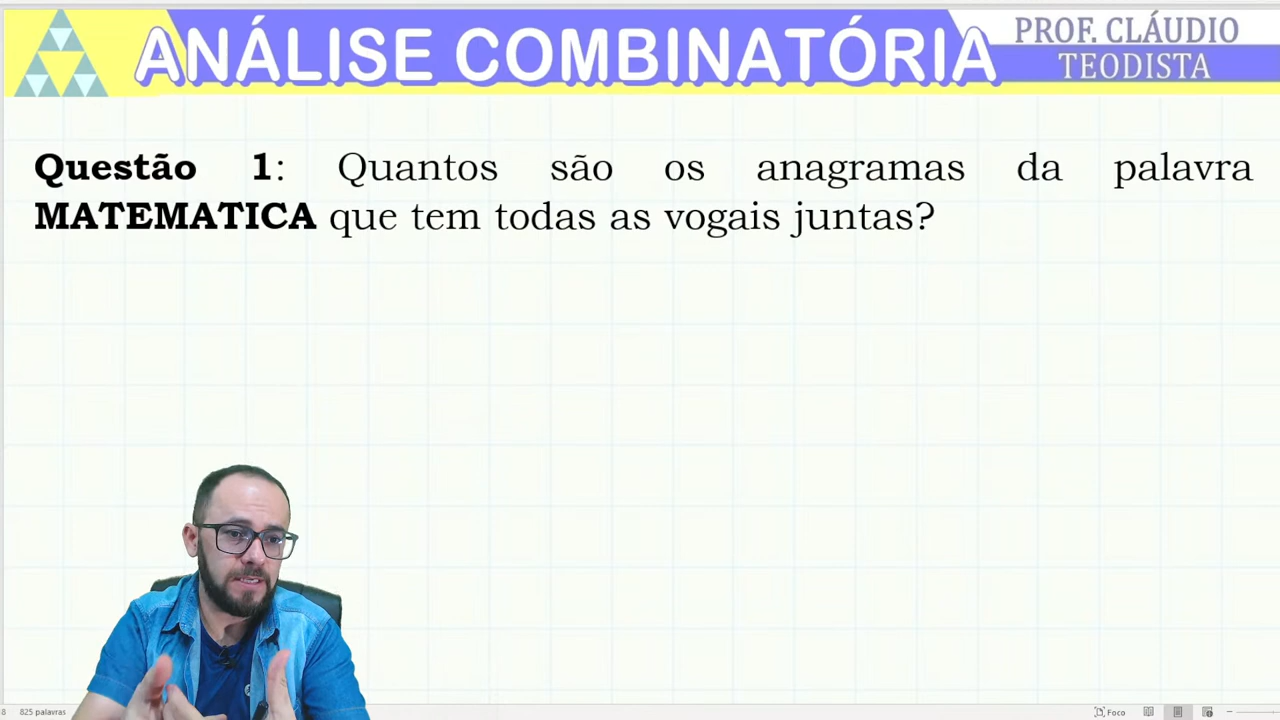 ANÁLISE COMBINATÓRIA
PROF. CLÁUDIO
TEODISTA
Questão 1: Quantos são os anagramas da palavra
MATEMATICA que tem todas as vogais juntas?
8 825 palavras
Foco